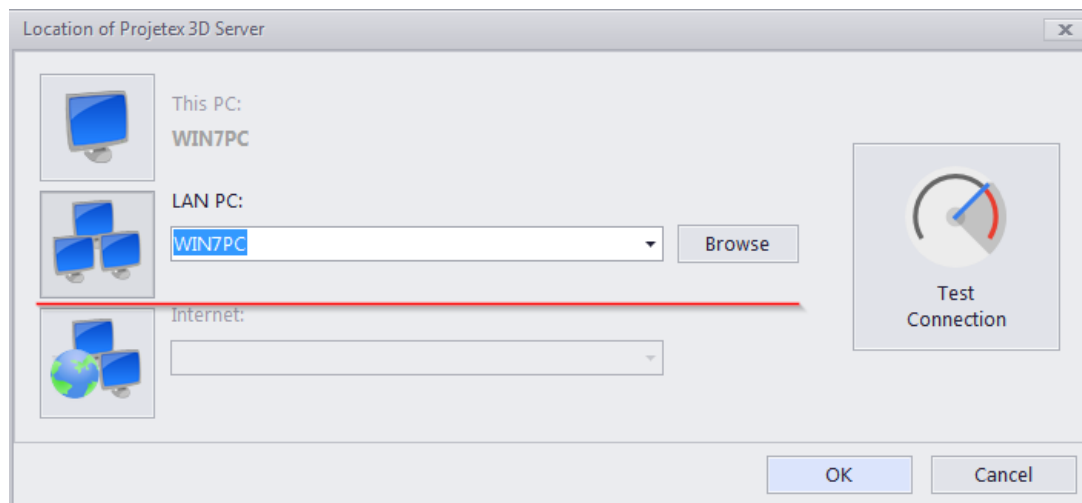 Location of Projetex 3D Server
This PC:
WIN7PC
LAN PC:
WIN7PC
Browse
Internet:
Test
Connection
OK
Cancel